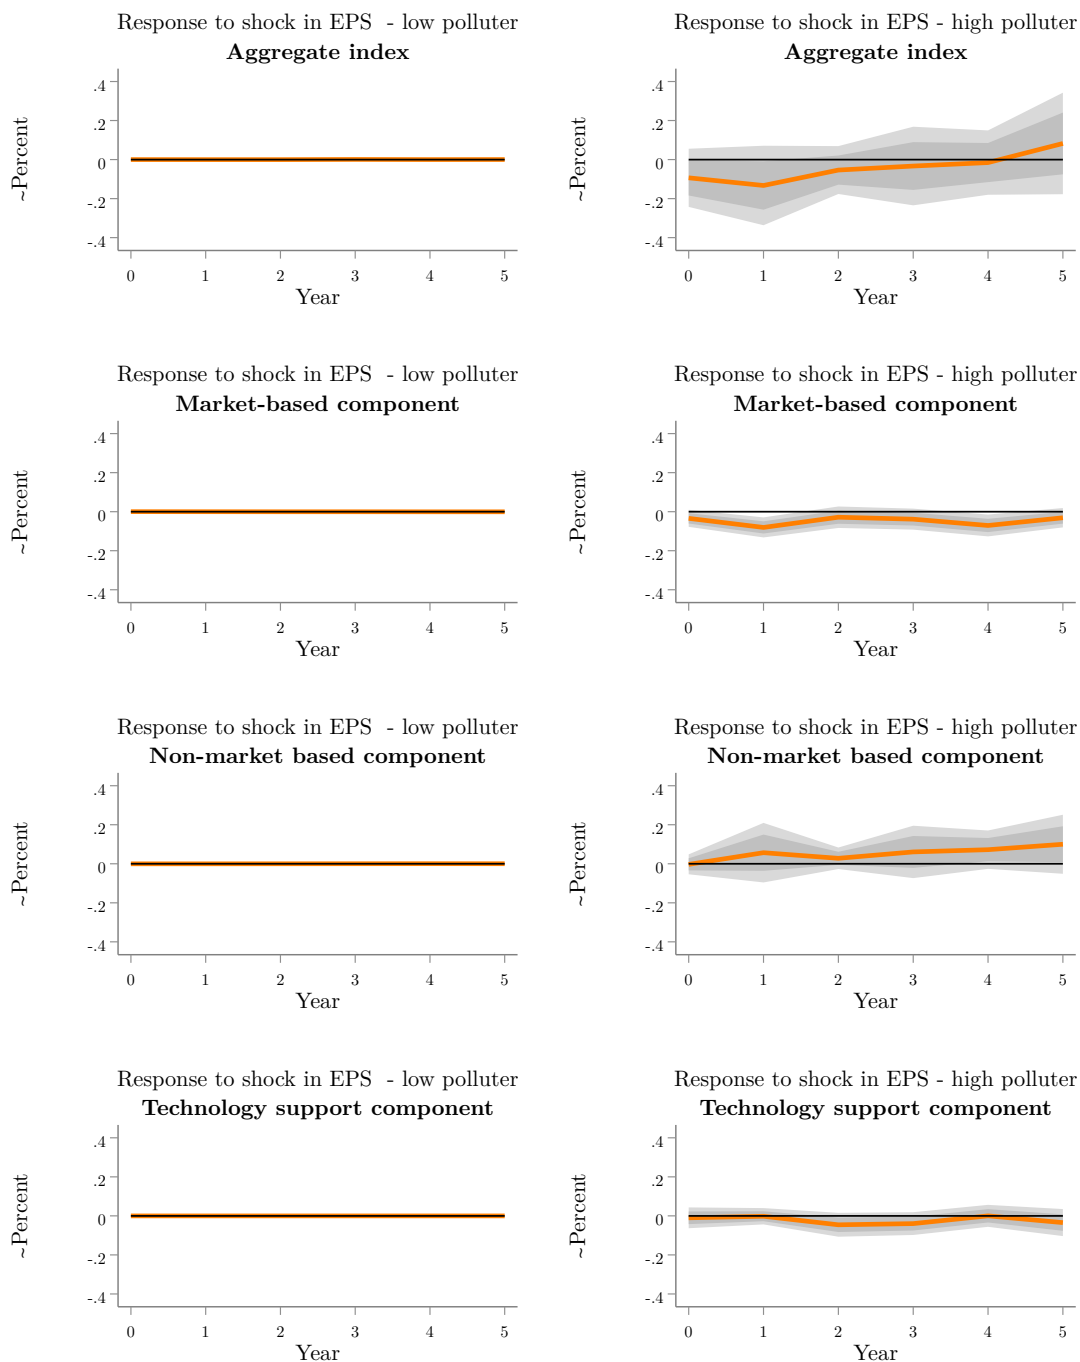 Response to shock in EPS  - low polluter
Aggregate index
~Percent
.4
.2
0
-.2
-.4
0 1 2 3 4 5
Year
Response to shock in EPS - high polluter
Aggregate index
~Percent
.4
.2
0
-.2
-.4
0 1 2 3 4 5
Year
Response to shock in EPS  - low polluter
Market-based component
~Percent
.4
.2
0
-.2
-.4
0 1 2 3 4 5
Year
Response to shock in EPS - high polluter
Market-based component
~Percent
.4
.2
0
-.2
-.4
0 1 2 3 4 5
Year
Response to shock in EPS  - low polluter
Non-market based component
~Percent
.4
.2
0
-.2
-.4
0 1 2 3 4 5
Year
Response to shock in EPS - high polluter
Non-market based component
~Percent
.4
.2
0
-.2
-.4
0 1 2 3 4 5
Year
Response to shock in EPS  - low polluter
Technology support component
~Percent
.4
.2
0
-.2
-.4
0 1 2 3 4 5
Year
Response to shock in EPS - high polluter
Technology support component
~Percent
.4
.2
0
-.2
-.4
0 1 2 3 4 5
Year